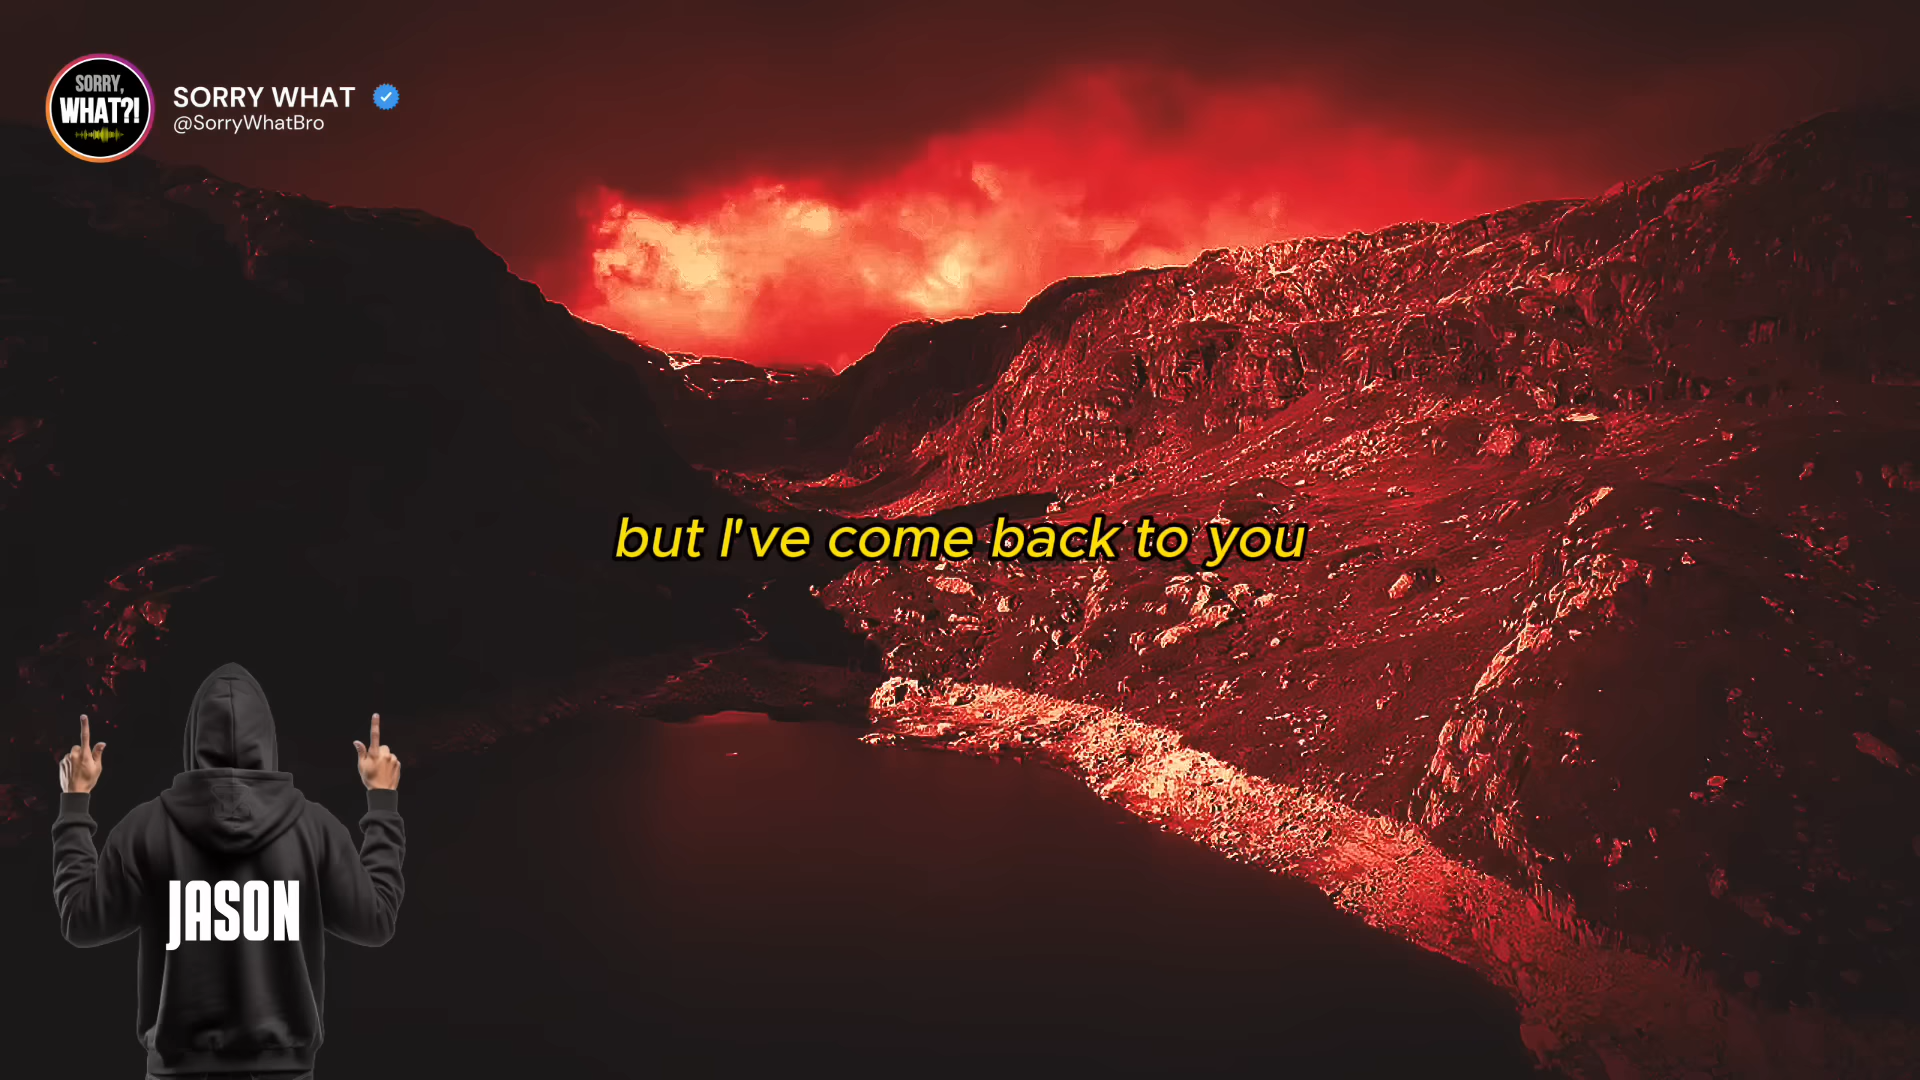 SORRY,
WHAT?!
SORRY WHAT
@SorryWhatBro
but I've come back to you
JASON